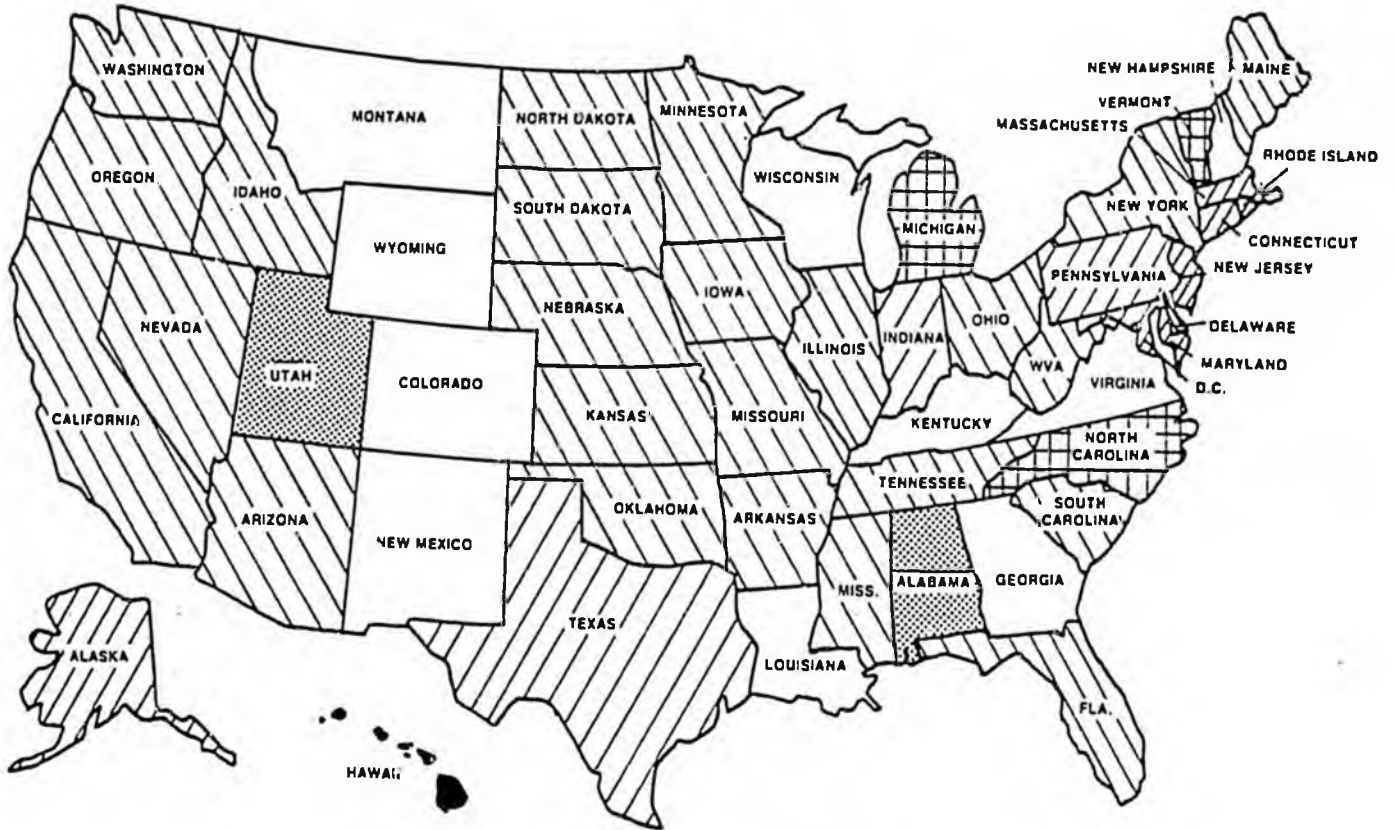 WASHINGTON
MONTANA
NORTH DAKOTA
MINNESOTA
NEW HAMPSHIRE
MAINE
VERMONT
MASSACHUSETTS
RHODE ISLAND
OREGON
IDAHO
SOUTH DAKOTA
WISCONSIN
MICHIGAN
NEW YORK
CONNECTICUT
WYOMING
NEBRASKA
IOWA
PENNSYLVANIA
NEW JERSEY
NEVADA
UTAH
COLORADO
ILLINOIS
INDIANA
OHIO
DELAWARE
MARYLAND
D.C.
WVA
VIRGINIA
CALIFORNIA
KANSAS
MISSOURI
KENTUCKY
NORTH
CAROLINA
ARIZONA
NEW MEXICO
OKLAHOMA
ARKANSAS
TENNESSEE
SOUTH
CAROLINA
MISS.
ALABAMA
GEORGIA
TEXAS
LOUISIANA
FLA.
ALASKA
HAWAII